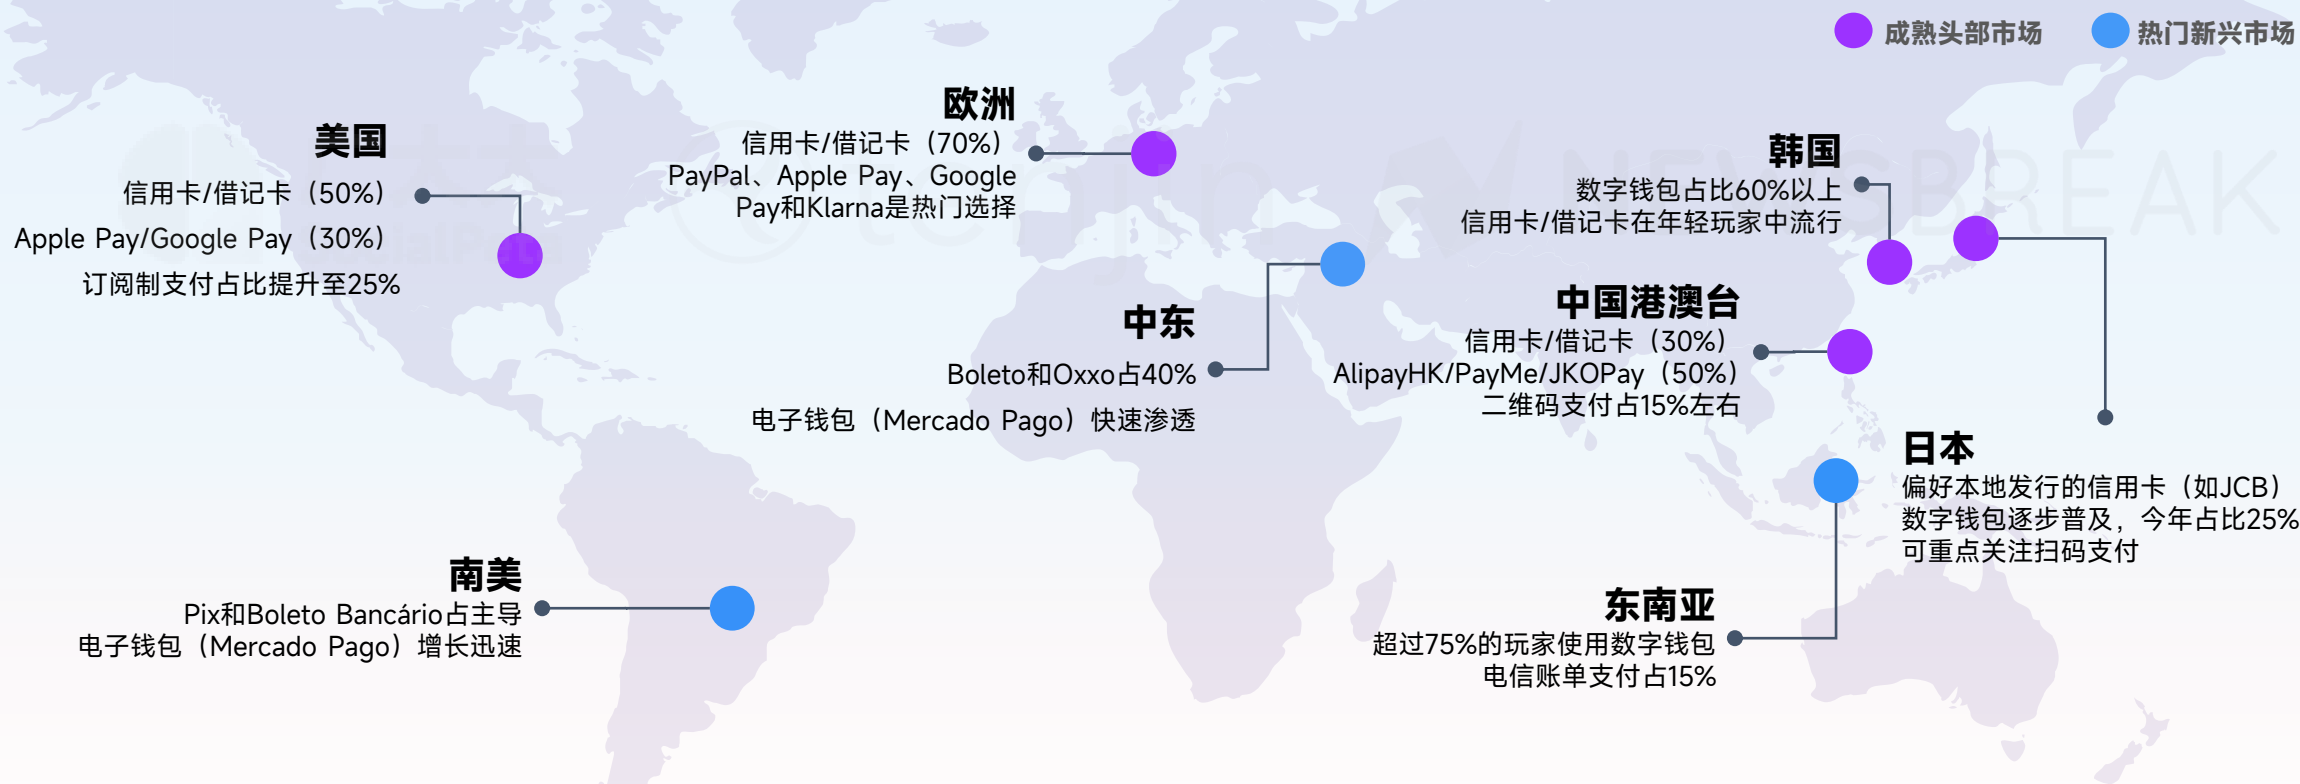 成熟头部市场
热门新兴市场
美国
信用卡/借记卡（50%）
Apple Pay/Google Pay（30%）
订阅制支付占比提升至25%
欧洲
信用卡/借记卡（70%）
PayPal、Apple Pay、Google
Pay和Klarna是热门选择
韩国
数字钱包占比60%以上
信用卡/借记卡在年轻玩家中流行
中东
Boleto和Oxxo占40%
电子钱包（Mercado Pago）快速渗透
中国港澳台
信用卡/借记卡（30%）
AlipayHK/PayMe/JKOPay（50%）
二维码支付占15%左右
日本
偏好本地发行的信用卡（如JCB）
数字钱包逐步普及，今年占比25%
可重点关注扫码支付
南美
Pix和Boleto Bancário占主导
电子钱包（Mercado Pago）增长迅速
东南亚
超过75%的玩家使用数字钱包
电信账单支付占15%
SocialPeta
tenjin
NEWSBREAK